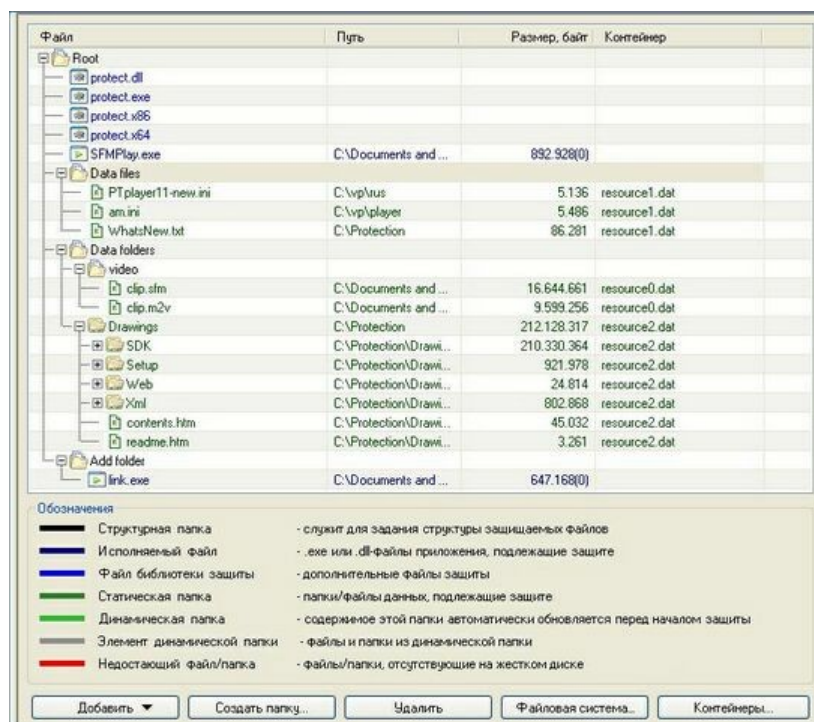 Файл Путь Размер, байт Контейнер
Root
protect.dll
protect.exe
protect.x86
protect.x64
SFMPlay.exe C:\Documents and ... 892.928(0)
Data files
PTplayer11-new.ini C:\vp\rus 5.136 resource1.dat
am.ini C:\vp\player 5.486 resource1.dat
WhatsNew.txt C:\Protection 86.281 resource1.dat
Data folders
video
clip.sfm C:\Documents and ... 16.644.661 resource0.dat
clip.m2v C:\Documents and ... 9.599.256 resource0.dat
Drawings C:\Protection 212.128.317 resource2.dat
SDK C:\Protection\Drawi... 210.330.364 resource2.dat
Setup C:\Protection\Drawi... 921.978 resource2.dat
Web C:\Protection\Drawi... 24.814 resource2.dat
Xml C:\Protection\Drawi... 802.868 resource2.dat
contents.htm C:\Protection\Drawi... 45.032 resource2.dat
readme.htm C:\Protection\Drawi... 3.261 resource2.dat
Add folder
link.exe C:\Documents and ... 647.168(0)
Обозначения
Структурная папка - служит для задания структуры защищаемых файлов
Исполняемый файл - .exe или .dll-файлы приложения, подлежащие защите
Файл библиотеки защиты - дополнительные файлы защиты
Статическая папка - папки/файлы данных, подлежащие защите
Динамическая папка - содержимое этой папки автоматически обновляется перед началом защиты
Элемент динамической папки - файлы и папки из динамической папки
Недостающий файл/папка - файлы/папки, отсутствующие на жестком диске
Добавить Создать папку... Удалить Файловая система... Контейнеры...